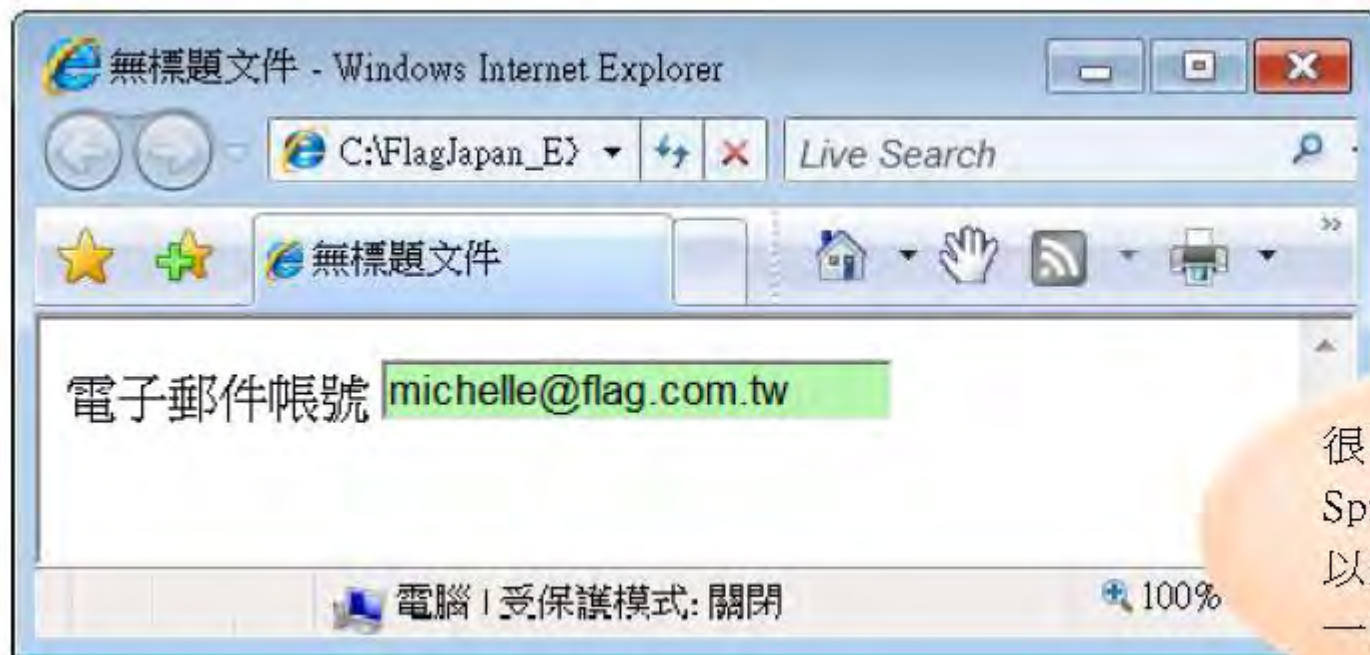 無標題文件 - Windows Internet Explorer
C:\FlagJapan_E
Live Search
無標題文件
電子郵件帳號 michelle@flag.com.tw
很
Sp
以
一
電腦 | 受保護模式: 關閉
100%